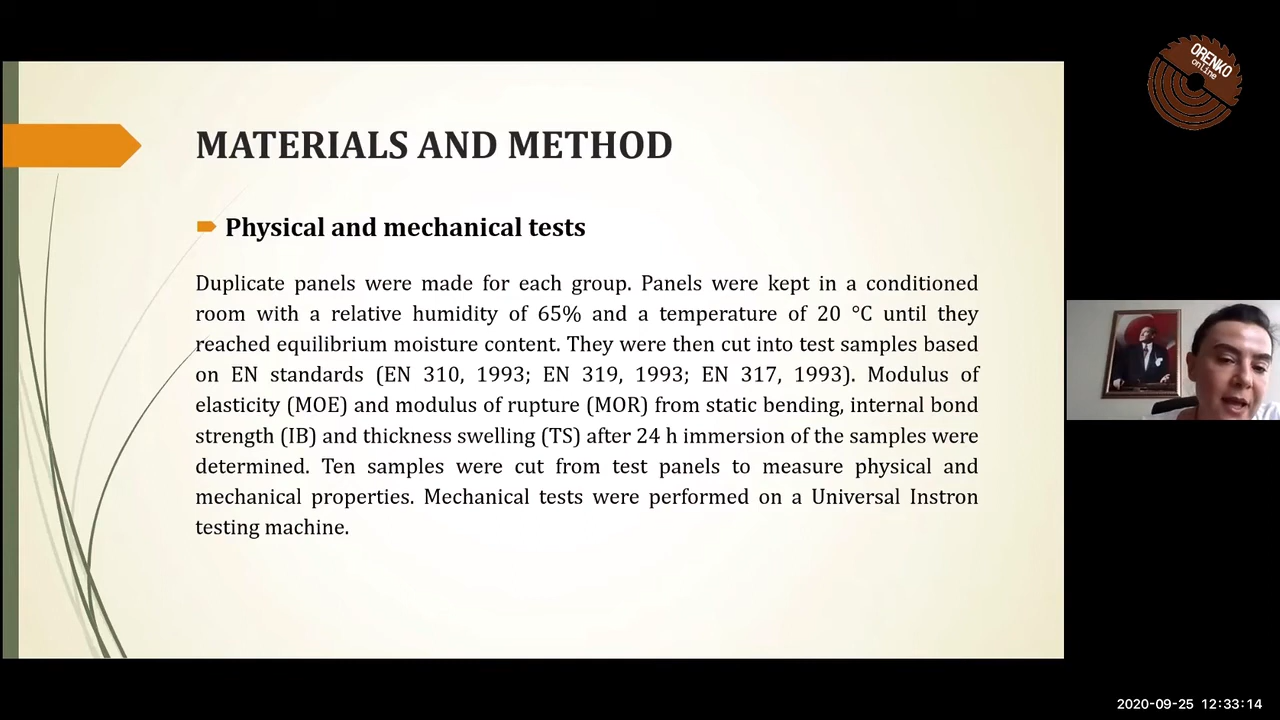 ORENKO
online
MATERIALS AND METHOD
Physical and mechanical tests
Duplicate panels were made for each group. Panels were kept in a conditioned
room with a relative humidity of 65% and a temperature of 20 °C until they
reached equilibrium moisture content. They were then cut into test samples based
on EN standards (EN 310, 1993; EN 319, 1993; EN 317, 1993). Modulus of
elasticity (MOE) and modulus of rupture (MOR) from static bending, internal bond
strength (IB) and thickness swelling (TS) after 24 h immersion of the samples were
determined. Ten samples were cut from test panels to measure physical and
mechanical properties. Mechanical tests were performed on a Universal Instron
testing machine.
2020-09-25 12:33:14